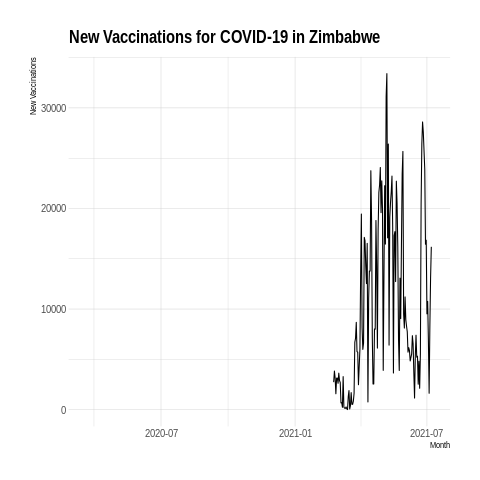 New Vaccinations for COVID-19 in Zimbabwe
New Vaccinations
30000
20000
10000
0
2020-07 2021-01 2021-07
Month